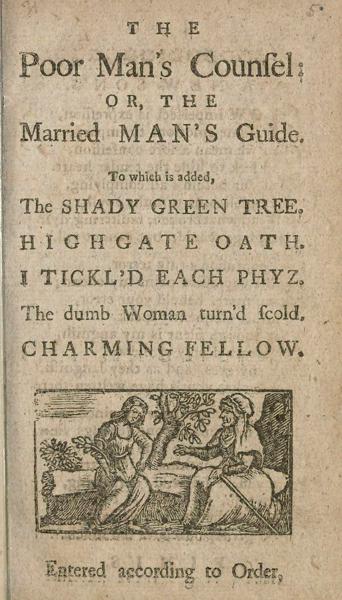 THE
Poor Man's Counſel:
OR, THE
Married MAN'S Guide.
To which is added,
The SHADY GREEN TREE.
HIGHGATE OATH.
I TICKL'D EACH PHYZ.
The dumb Woman turn'd ſcold.
CHARMING FELLOW.
Entered according to Order.